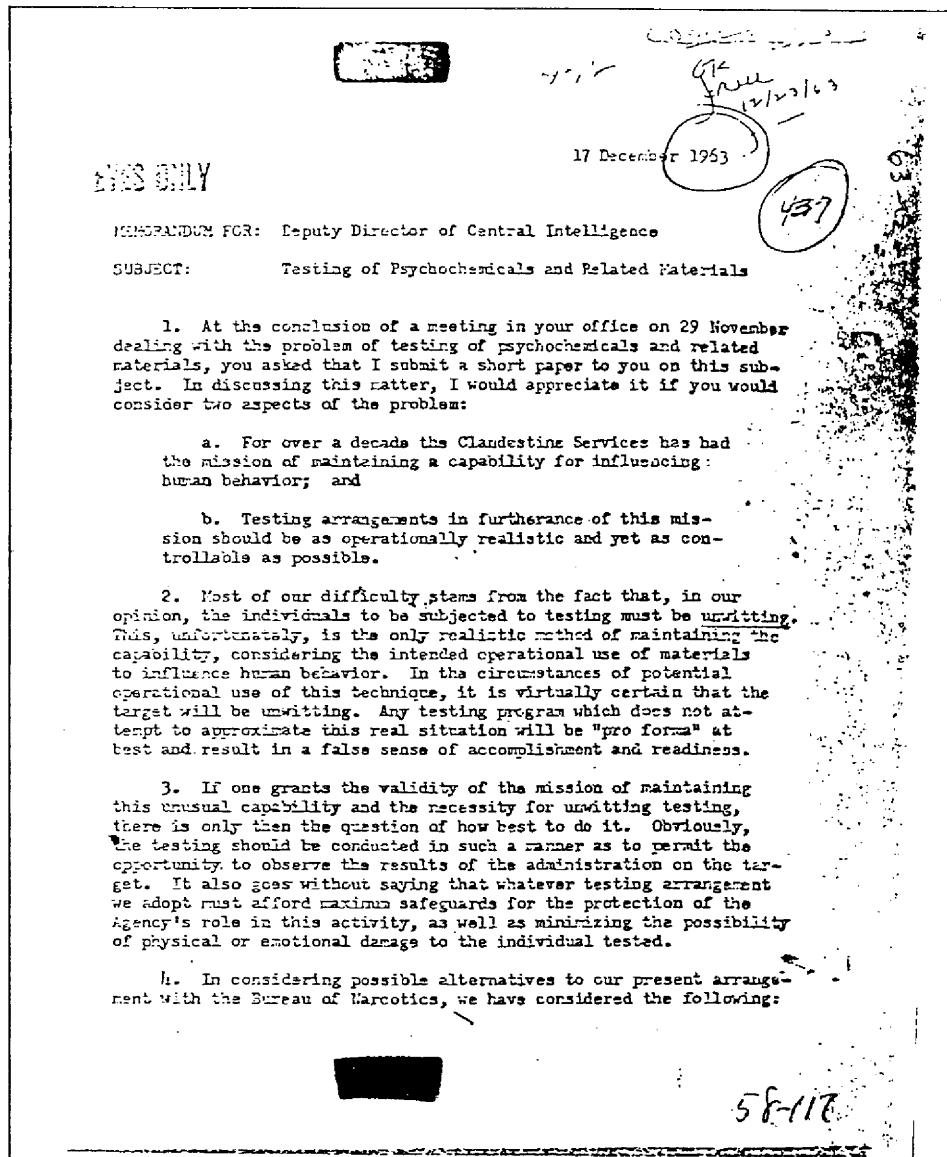 12/23/63
17 December 1963
EYES ONLY
437
MEMORANDUM FOR: Deputy Director of Central Intelligence
SUBJECT: Testing of Psychochemicals and Related Materials
1. At the conclusion of a meeting in your office on 29 November
dealing with the problem of testing of psychochemicals and related
materials, you asked that I submit a short paper to you on this sub-
ject. In discussing this matter, I would appreciate it if you would
consider two aspects of the problem:
a. For over a decade the Clandestine Services has had
the mission of maintaining a capability for influencing
human behavior; and
b. Testing arrangements in furtherance of this mis-
sion should be as operationally realistic and yet as con-
trollable as possible.
2. Most of our difficulty stems from the fact that, in our
opinion, the individuals to be subjected to testing must be unwitting.
This, unfortunately, is the only realistic method of maintaining the
capability, considering the intended operational use of materials
to influence human behavior. In the circumstances of potential
operational use of this technique, it is virtually certain that the
target will be unwitting. Any testing program which does not at-
tempt to approximate this real situation will be "pro forma" at
best and result in a false sense of accomplishment and readiness.
3. If one grants the validity of the mission of maintaining
this unusual capability and the necessity for unwitting testing,
there is only then the question of how best to do it. Obviously,
the testing should be conducted in such a manner as to permit the
opportunity to observe the results of the administration on the tar-
get. It also goes without saying that whatever testing arrangement
we adopt must afford maximum safeguards for the protection of the
Agency's role in this activity, as well as minimizing the possibility
of physical or emotional damage to the individual tested.
4. In considering possible alternatives to our present arrange-
ment with the Bureau of Narcotics, we have considered the following: